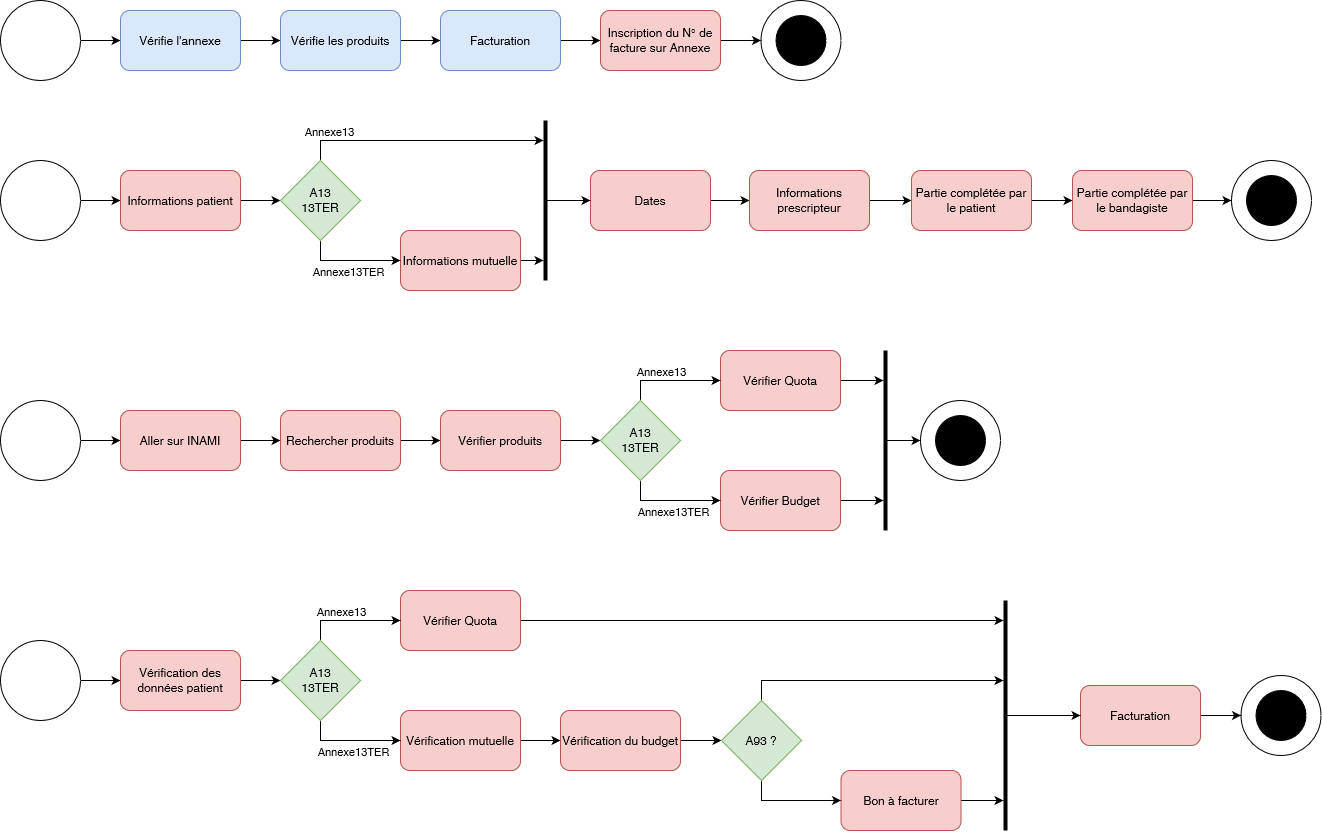 Vérifie l'annexe
Vérifie les produits
Facturation
Inscription du N° de
facture sur Annexe
Informations patient
A13
13TER
Annexe13
Annexe13TER
Informations mutuelle
Dates
Informations
prescripteur
Partie complétée par
le patient
Partie complétée par
le bandagiste
Aller sur INAMI
Rechercher produits
Vérifier produits
A13
13TER
Annexe13
Vérifier Quota
Annexe13TER
Vérifier Budget
Vérification des
données patient
A13
13TER
Annexe13
Vérifier Quota
Annexe13TER
Vérification mutuelle
Vérification du budget
A93 ?
Bon à facturer
Facturation